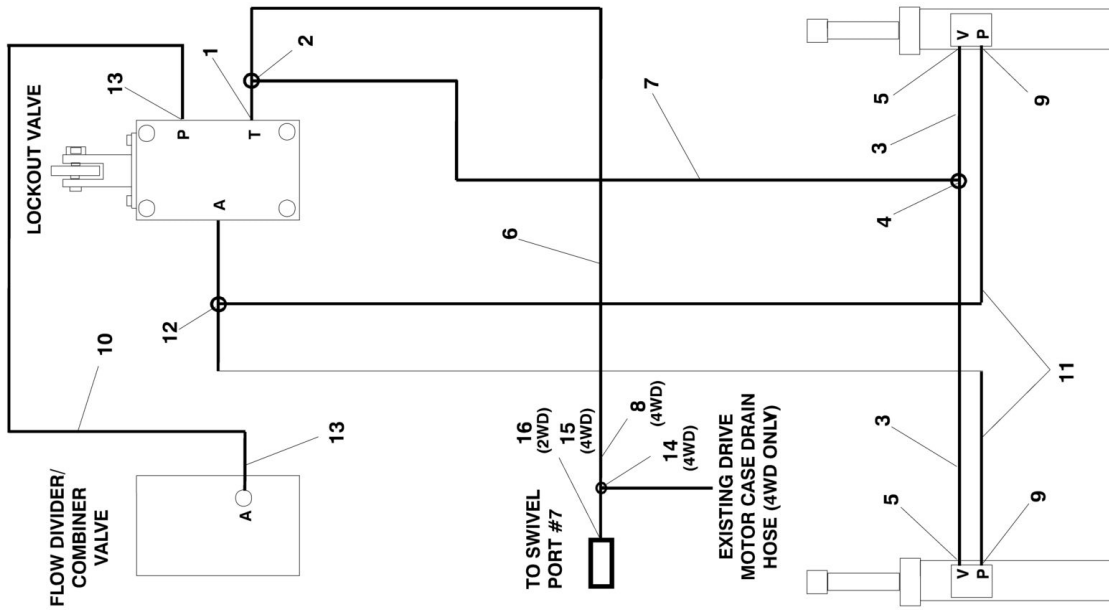 FLOW DIVIDER/
COMBINER
VALVE
A
13
10
LOCKOUT VALVE
13
P
T
A
1
2
12
7
6
TO SWIVEL
PORT #7
16
(2WD)
15
(4WD)
8
(4WD)
14
(4WD)
EXISTING DRIVE
MOTOR CASE DRAIN
HOSE (4WD ONLY)
5
V
P
3
9
4
11
3
5
V
P
9